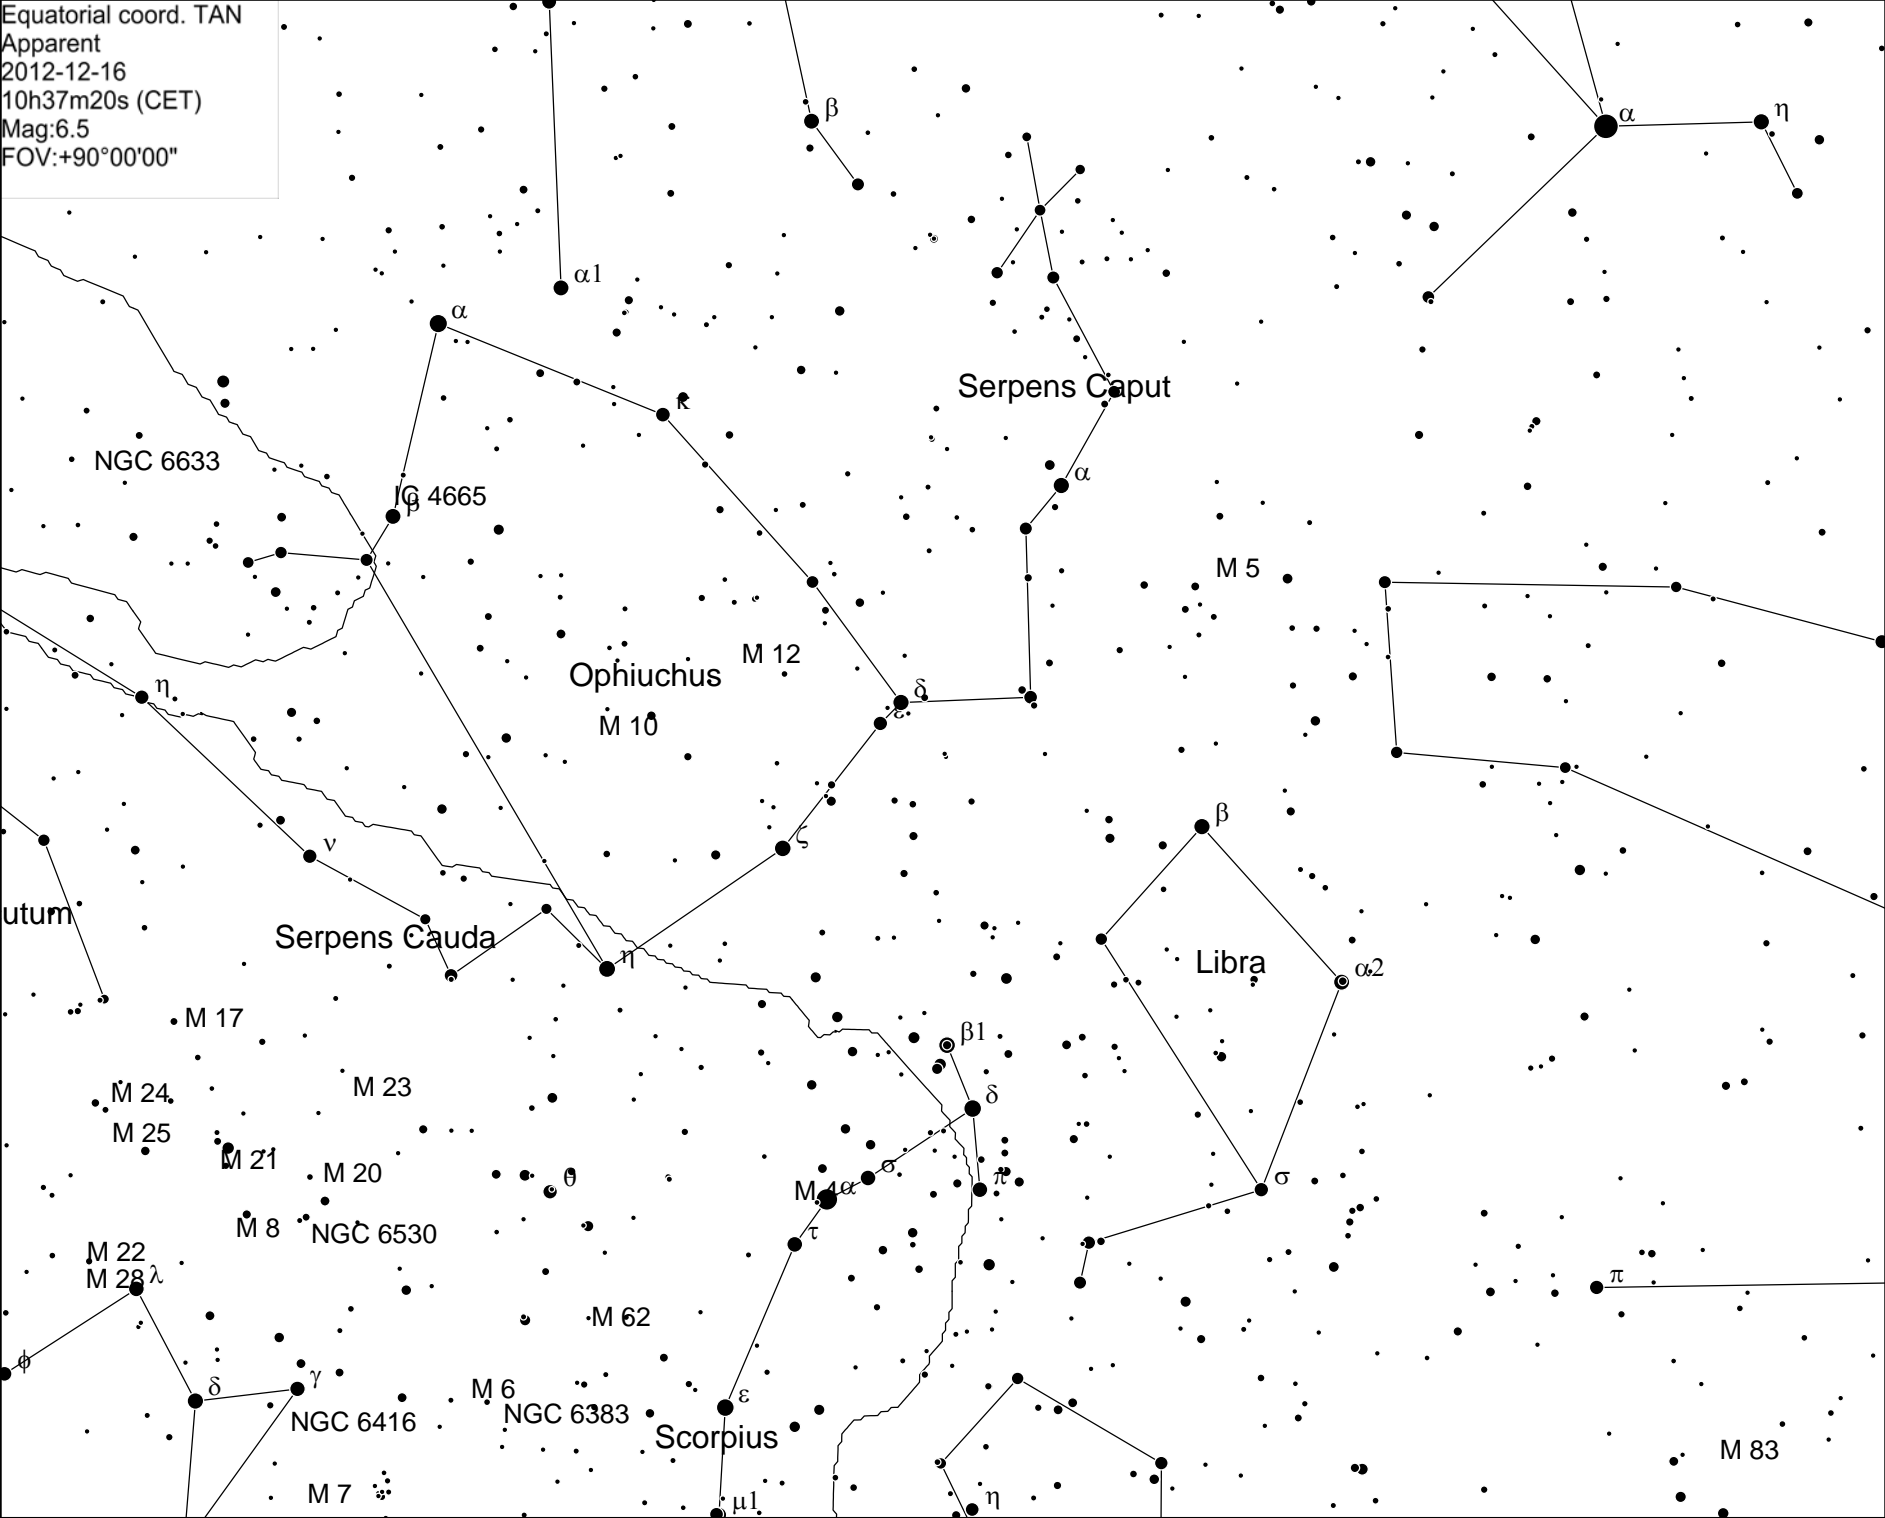 Equatorial coord. TAN
Apparent
2012-12-16
10h37m20s (CET)
Mag:6.5
FOV:+90°00'00"
β
α
η
α1
α
Serpens Caput
κ
NGC 6633
α
IC 4665
β
M 5
M 12
Ophiuchus
η
δ
ε
M 10
β
ν
ζ
utum
Serpens Cauda
η
Libra
α2
M 17
β1
M 24
M 23
δ
M 25
M 21
M 20
θ
σ
π
σ
M 4
α
M 8
NGC 6530
τ
M 22
M 28
λ
π
M 62
φ
δ
γ
M 6
ε
NGC 6416
NGC 6383
Scorpius
M 83
M 7
μ1
η